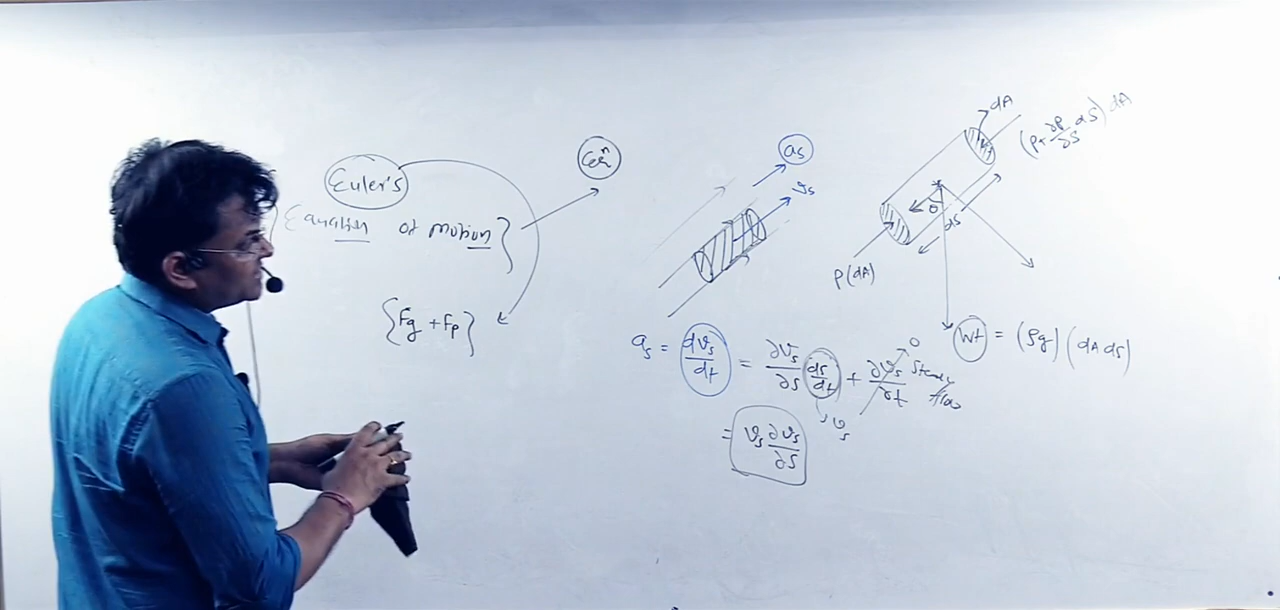 Euler's
Equation of motion
{Fg + Fp}
as
vs
dA
(P+ ∂P/∂s ds) dA
θ
ds
P(dA)
Wt = (ρg) (dA ds)
as = dvs/dt = ∂vs/∂s ds/dt + ∂vs/∂t
0
Steady
flow
vs
= vs ∂vs/∂s